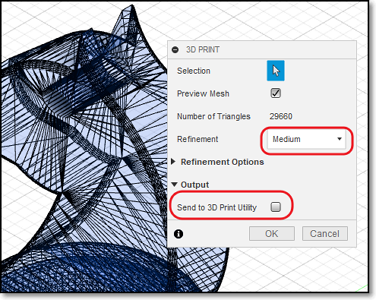 3D PRINT
Selection
Preview Mesh
Number of Triangles 29660
Refinement Medium
Refinement Options
Output
Send to 3D Print Utility
OK Cancel